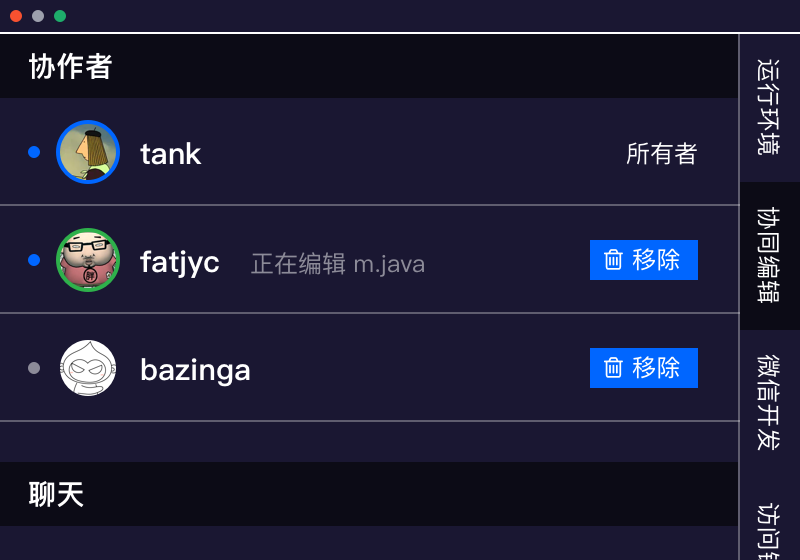 协作者
tank
所有者
fatjyc 正在编辑 m.java
移除
bazinga
移除
聊天
运行环境
协同编辑
微信开发
访问